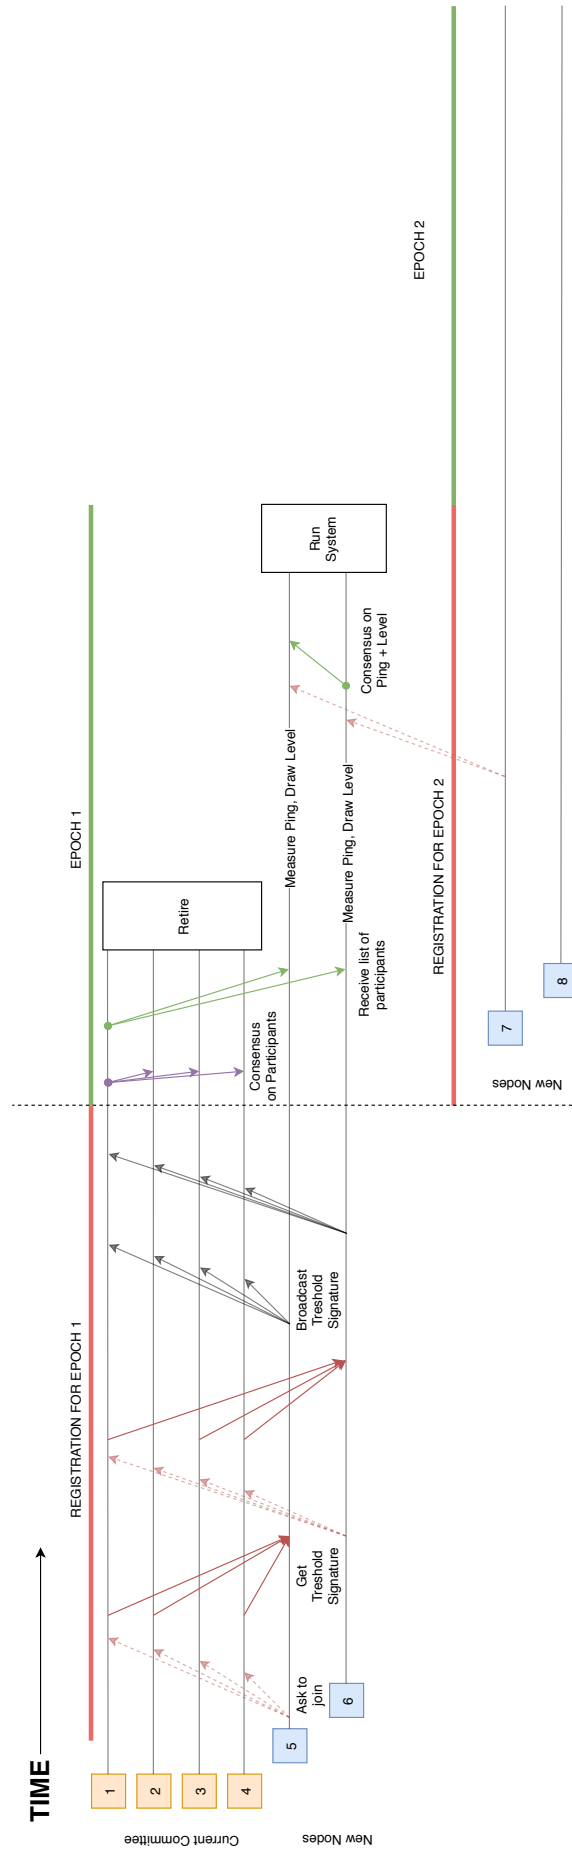 TIME
REGISTRATION FOR EPOCH 1
EPOCH 1
Current Committee
1
2
3
4
New Nodes
5
6
Ask to
join
Get
Treshold
Signature
Broadcast
Treshold
Signature
Consensus
on Participants
Retire
Receive list of
participants
Measure Ping, Draw Level
Measure Ping, Draw Level
Consensus on
Ping + Level
Run
System
REGISTRATION FOR EPOCH 2
EPOCH 2
New Nodes
7
8